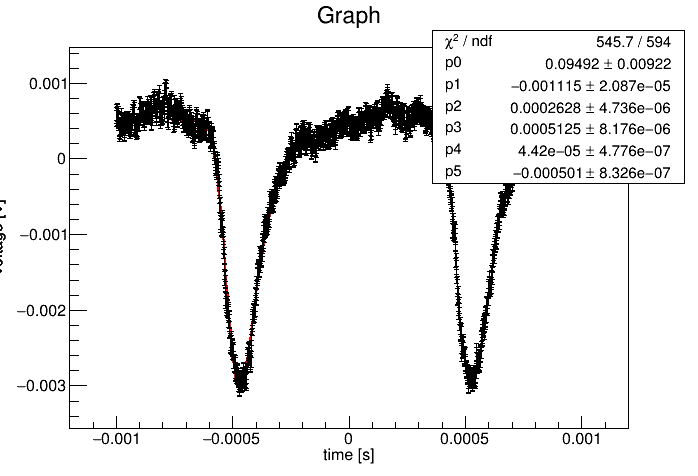 Graph
χ² / ndf 545.7 / 594
p0 0.09492 ± 0.00922
p1 −0.001115 ± 2.087e−05
p2 0.0002628 ± 4.736e−06
p3 0.0005125 ± 8.176e−06
p4 4.42e−05 ± 4.776e−07
p5 −0.000501 ± 8.326e−07
0.001
0
−0.001
−0.002
−0.003
−0.001 −0.0005 0 0.0005 0.001
time [s]